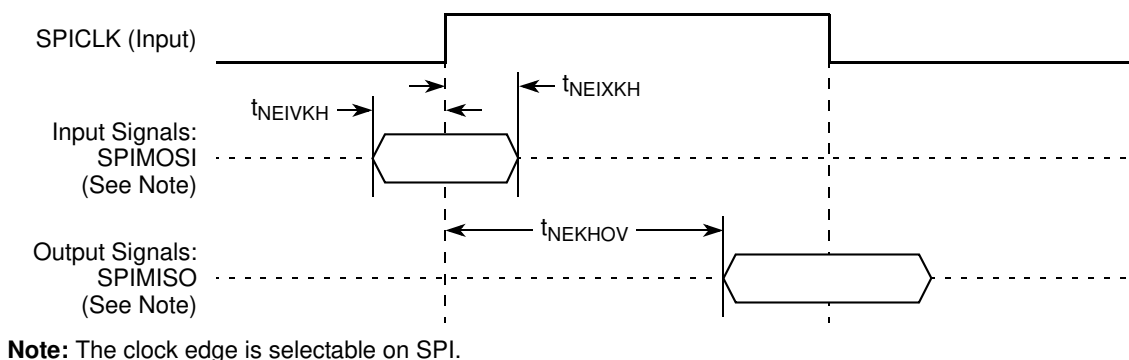 SPICLK (Input)
tNEIXKH
tNEIVKH
Input Signals:
SPIMOSI
(See Note)
tNEKHOV
Output Signals:
SPIMISO
(See Note)
Note: The clock edge is selectable on SPI.